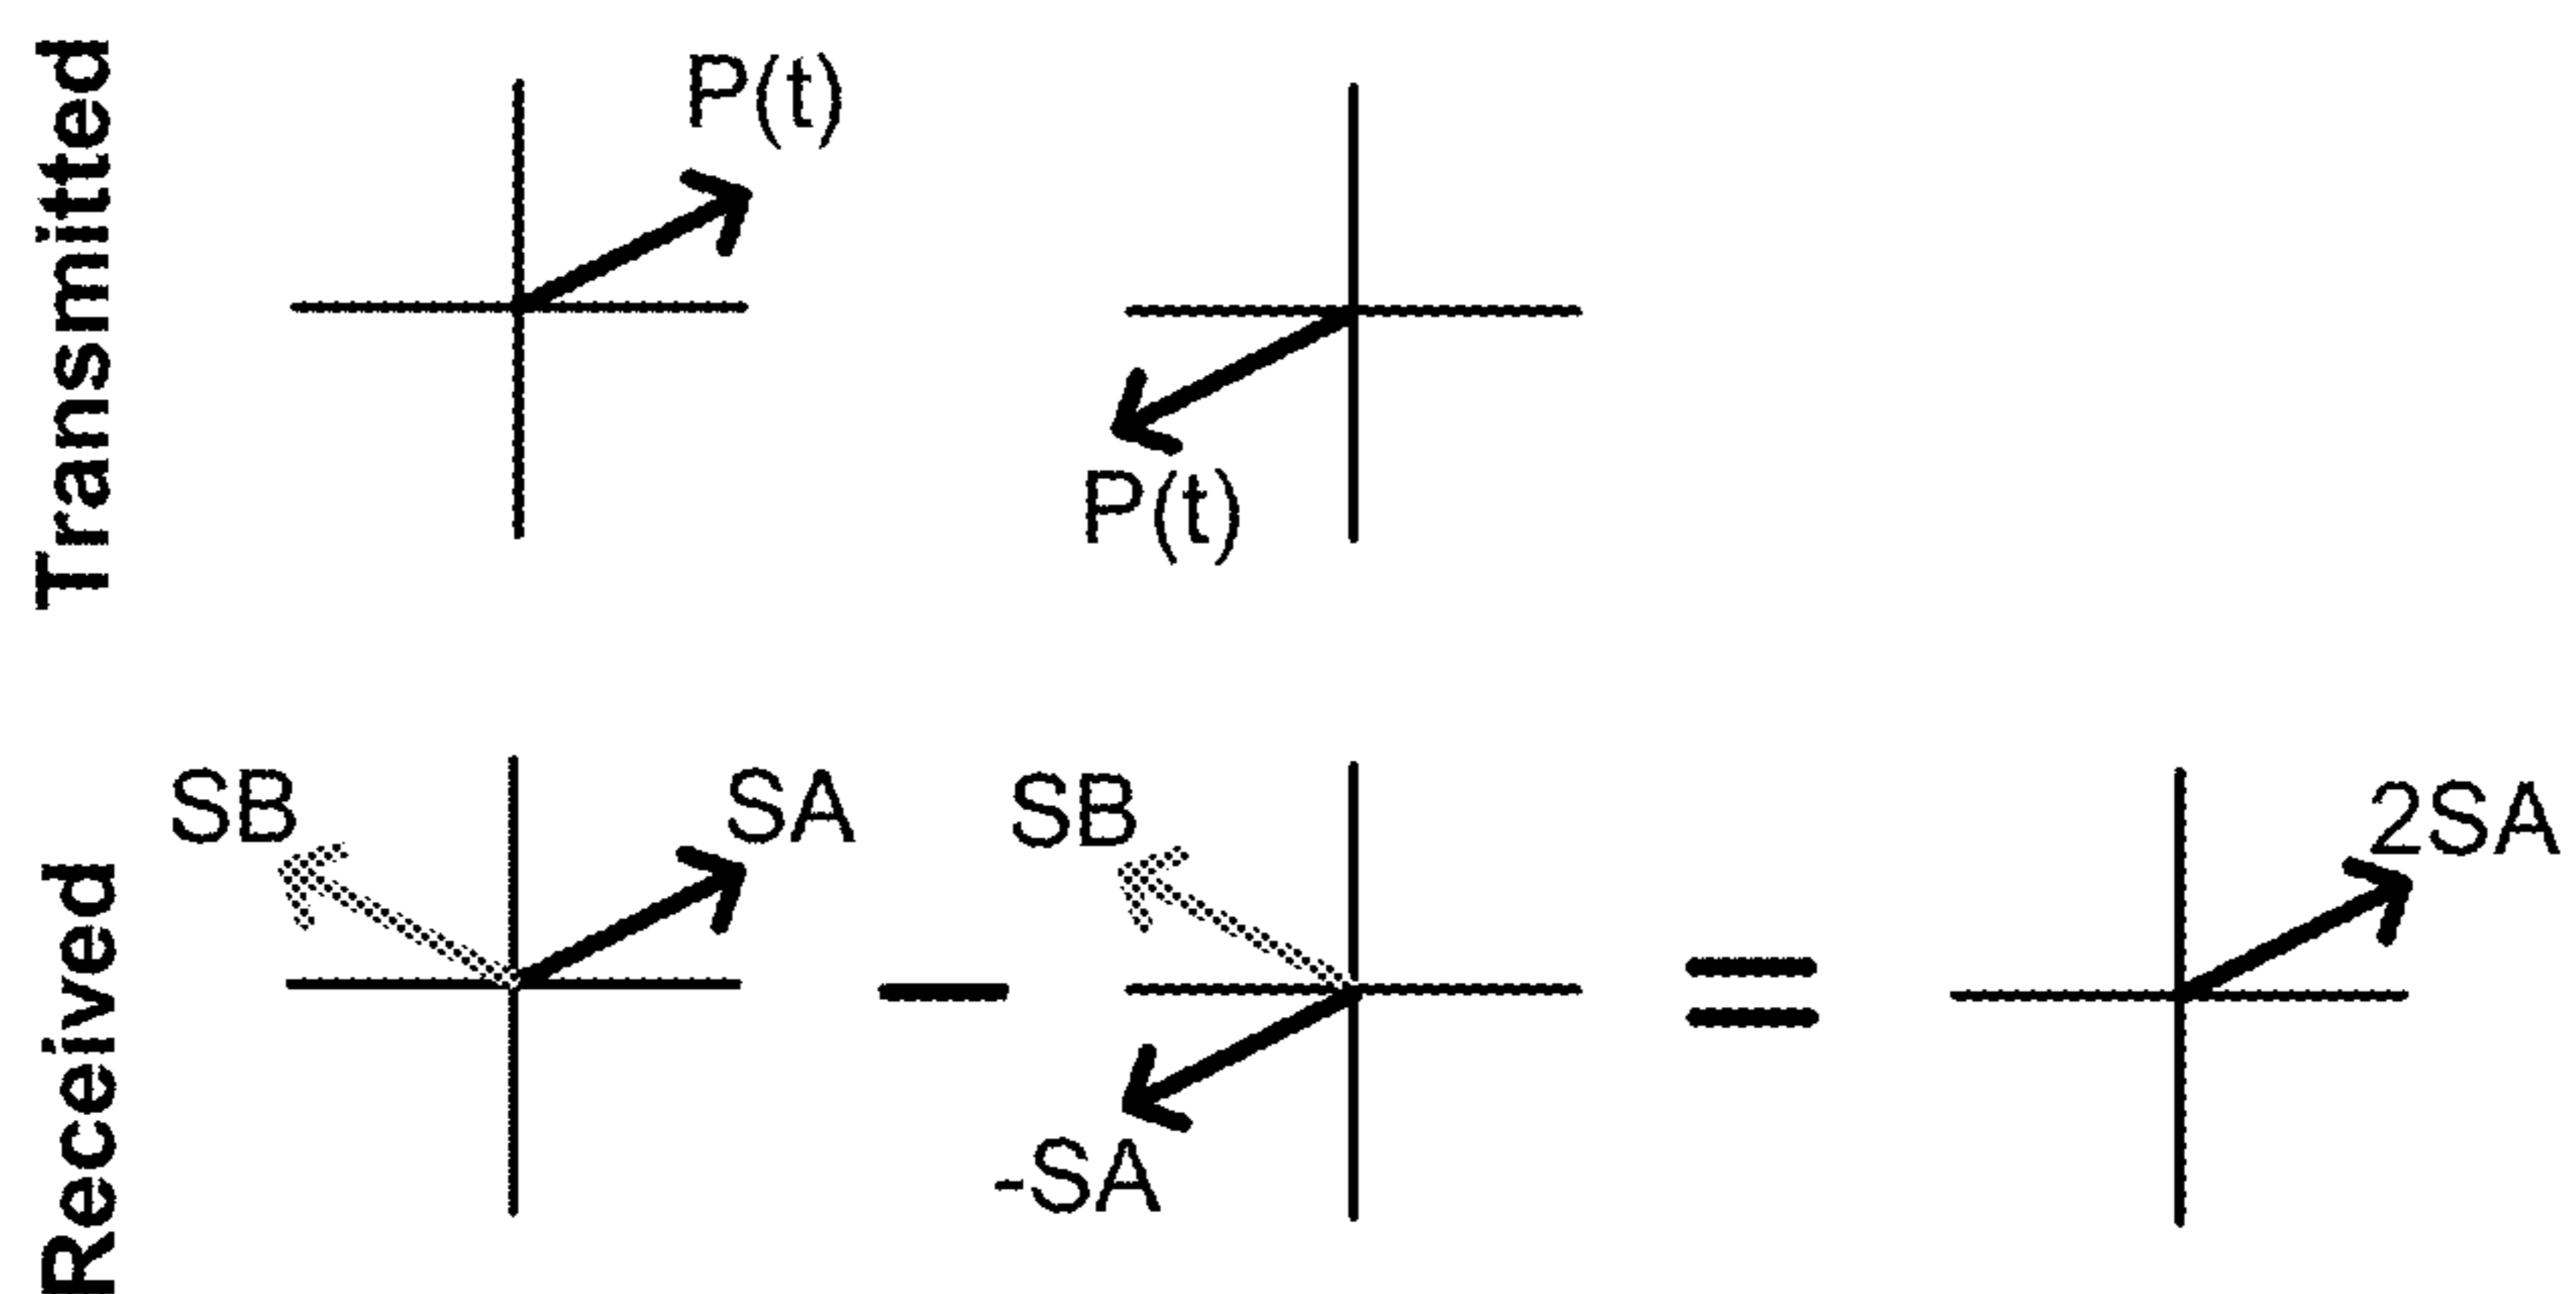 Transmitted
P(t)
P(t)
Received
SB
SA
SB
-SA
2SA